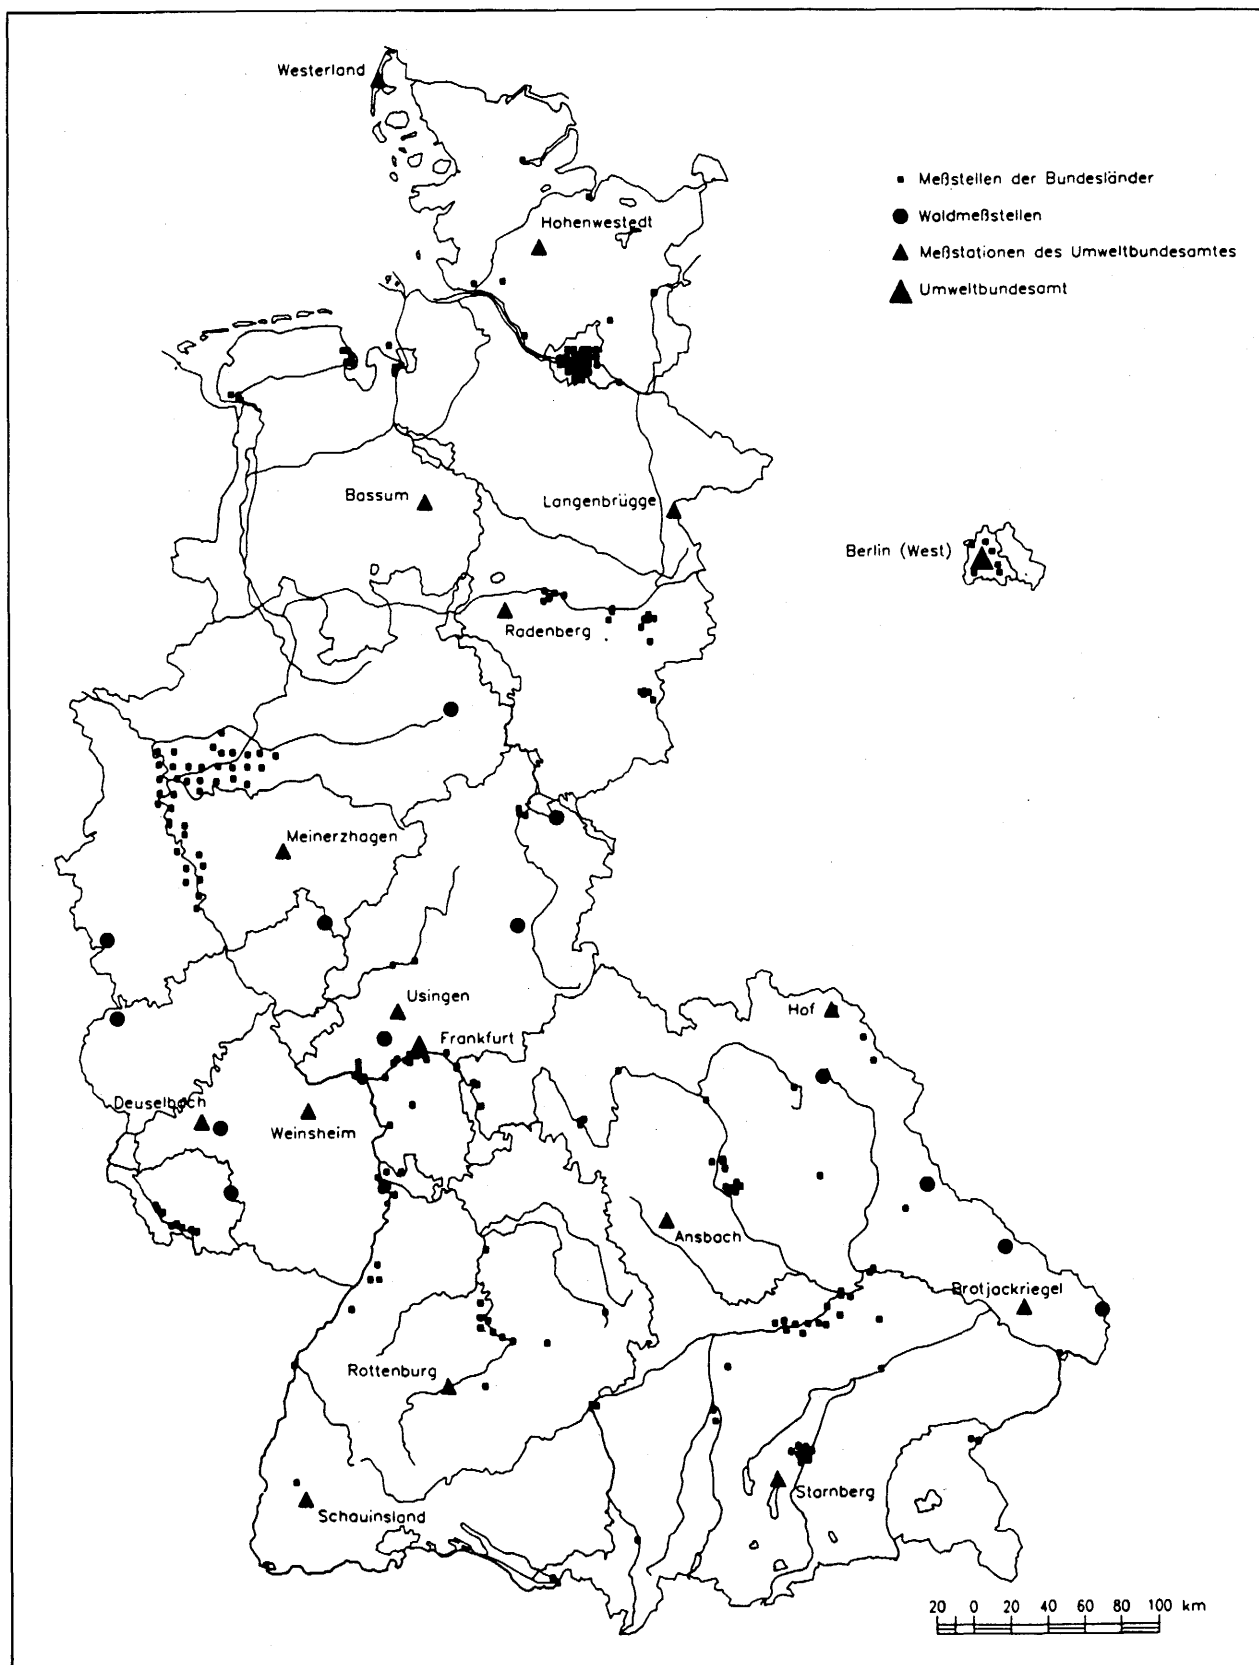 Westerland
Meßstellen der Bundesländer
Waldmeßstellen
Hohenwestedt
Meßstationen des Umweltbundesamtes
Umweltbundesamt
Bassum
Langenbrügge
Berlin (West)
Radenberg
Meinerzhagen
Usingen
Hof
Frankfurt
Deuselbach
Weinsheim
Ansbach
Brotjackriegel
Rottenburg
Starnberg
Schauinsland
20 0 20 40 60 80 100 km